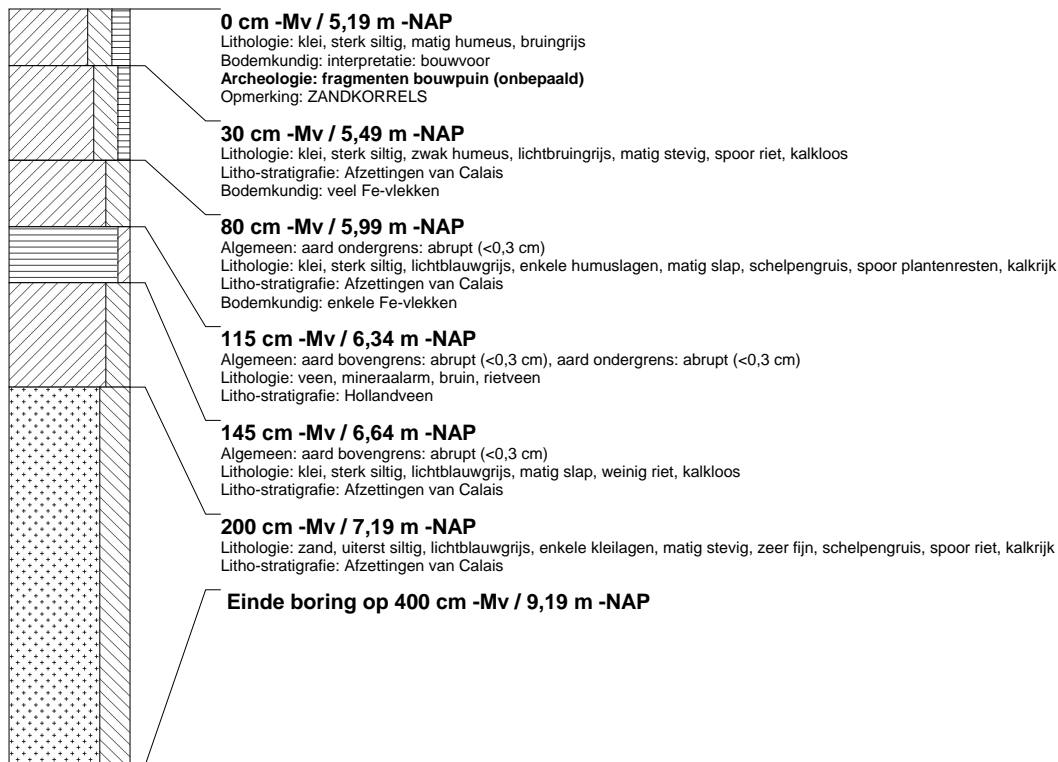 0 cm -Mv / 5,19 m -NAP
Lithologie: klei, sterk siltig, matig humeus, bruingrijs
Bodemkundig: interpretatie: bouwvoor
Archeologie: fragmenten bouwpuin (onbepaald)
Opmerking: ZANDKORRELS
30 cm -Mv / 5,49 m -NAP
Lithologie: klei, sterk siltig, zwak humeus, lichtbruingrijs, matig stevig, spoor riet, kalkloos
Litho-stratigrafie: Afzettingen van Calais
Bodemkundig: veel Fe-vlekken
80 cm -Mv / 5,99 m -NAP
Algemeen: aard ondergrens: abrupt (<0,3 cm)
Lithologie: klei, sterk siltig, lichtblauwgrijs, enkele humuslagen, matig slap, schelpengruis, spoor plantenresten, kalkrijk
Litho-stratigrafie: Afzettingen van Calais
Bodemkundig: enkele Fe-vlekken
115 cm -Mv / 6,34 m -NAP
Algemeen: aard bovengrens: abrupt (<0,3 cm), aard ondergrens: abrupt (<0,3 cm)
Lithologie: veen, mineraalarm, bruin, rietveen
Litho-stratigrafie: Hollandveen
145 cm -Mv / 6,64 m -NAP
Algemeen: aard bovengrens: abrupt (<0,3 cm)
Lithologie: klei, sterk siltig, lichtblauwgrijs, matig slap, weinig riet, kalkloos
Litho-stratigrafie: Afzettingen van Calais
200 cm -Mv / 7,19 m -NAP
Lithologie: zand, uiterst siltig, lichtblauwgrijs, enkele kleilagen, matig stevig, zeer fijn, schelpengruis, spoor riet, kalkrijk
Litho-stratigrafie: Afzettingen van Calais
Einde boring op 400 cm -Mv / 9,19 m -NAP